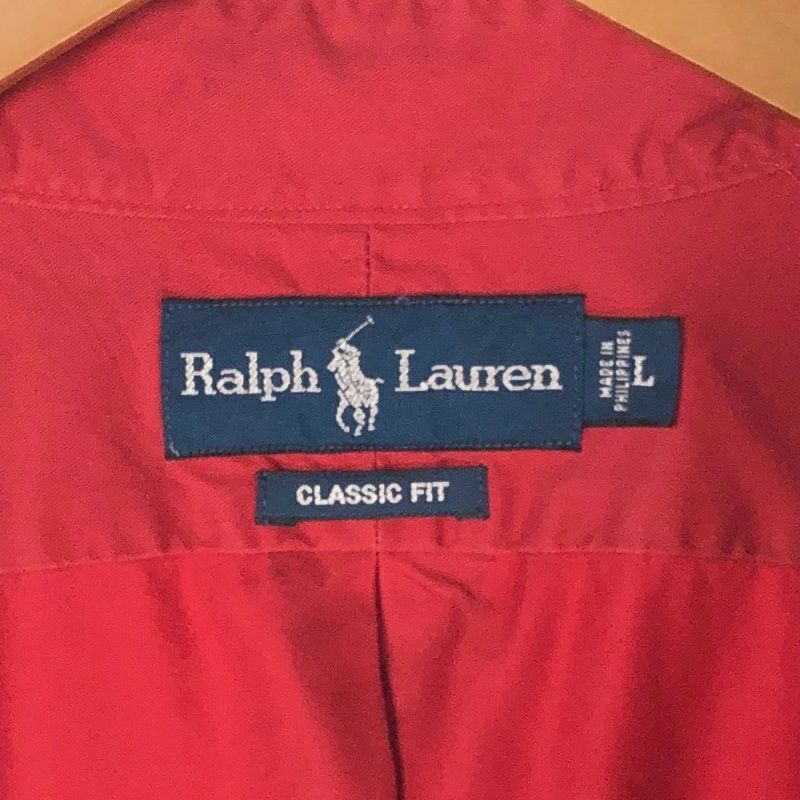 Ralph Lauren
MADE IN
PHILIPPINES
L
CLASSIC FIT